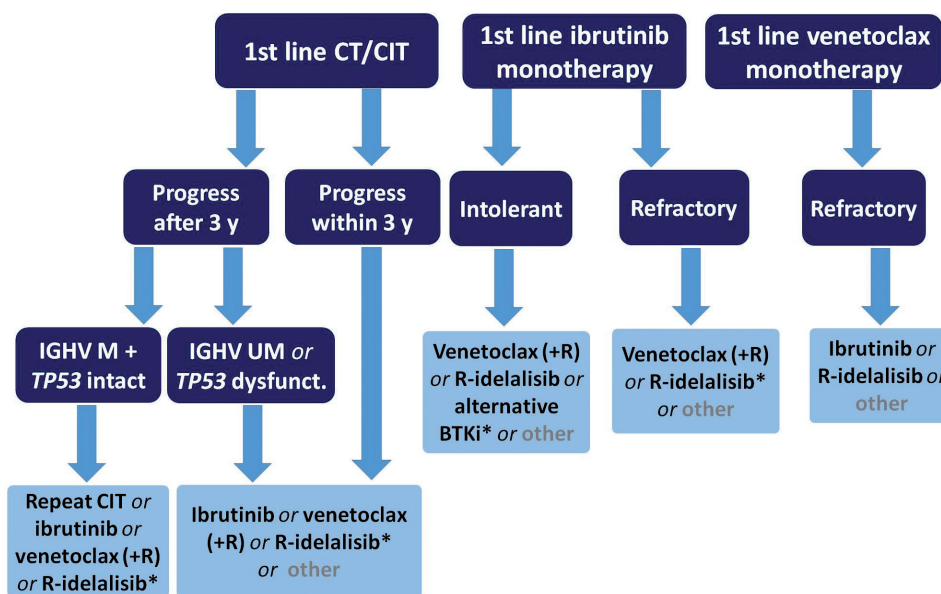 1st line CT/CIT
1st line ibrutinib
monotherapy
1st line venetoclax
monotherapy
Progress
after 3 y
Progress
within 3 y
Intolerant
Refractory
Refractory
IGHV M +
TP53 intact
IGHV UM or
TP53 dysfunct.
Venetoclax (+R)
or R-idelalisib or
alternative
BTKi* or other
Venetoclax (+R)
or R-idelalisib*
or other
Ibrutinib or
R-idelalisib or
other
Repeat CIT or
ibrutinib or
venetoclax (+R)
or R-idelalisib*
Ibrutinib or venetoclax
(+R) or R-idelalisib*
or other